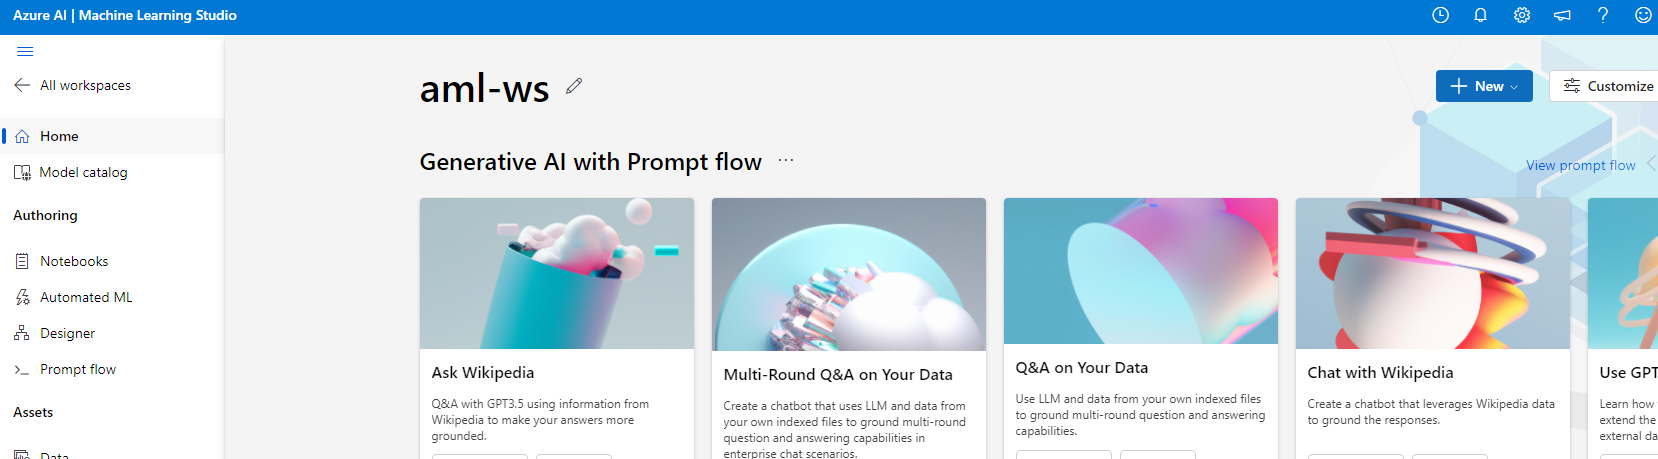 Azure AI | Machine Learning Studio
All workspaces
Home
Model catalog
Authoring
Notebooks
Automated ML
Designer
Prompt flow
Assets
Data
aml-ws
New
Customize
Generative AI with Prompt flow ...
View prompt flow
Ask Wikipedia
Q&A with GPT3.5 using information from
Wikipedia to make your answers more
grounded.
Multi-Round Q&A on Your Data
Create a chatbot that uses LLM and data from
your own indexed files to ground multi-round
question and answering capabilities in
enterprise chat scenarios.
Q&A on Your Data
Use LLM and data from your own indexed files
to ground multi-round question and answering
capabilities.
Chat with Wikipedia
Create a chatbot that leverages Wikipedia data
to ground the responses.
Use GPT
Learn how
extend the
external da